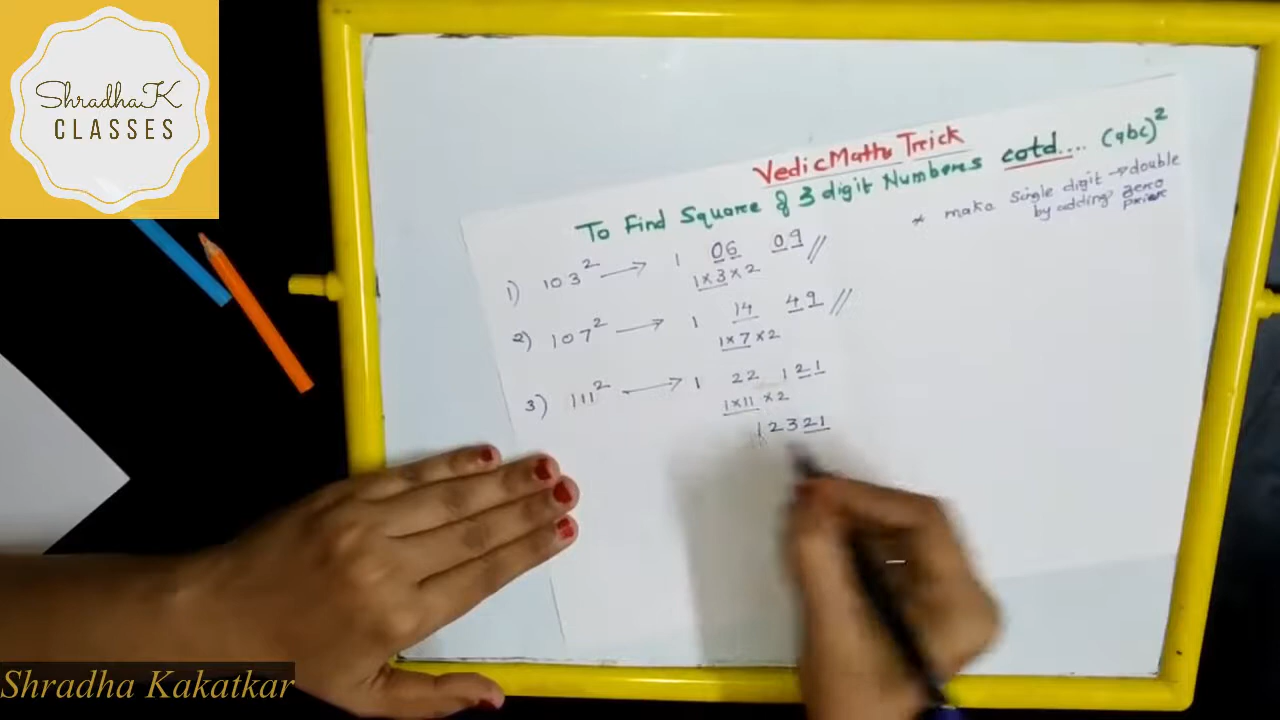 ShradhaK
CLASSES
Vedic Maths Trick
To Find Square of 3 digit Numbers cotd.... (abc)²
* make Single digit → double
by adding zero
prior
1) 103² → 1 06 09 //
1×3×2
2) 107² → 1 14 49 //
1×7×2
3) 111² → 1 22 121
1×11×2
12321
Shradha Kakatkar